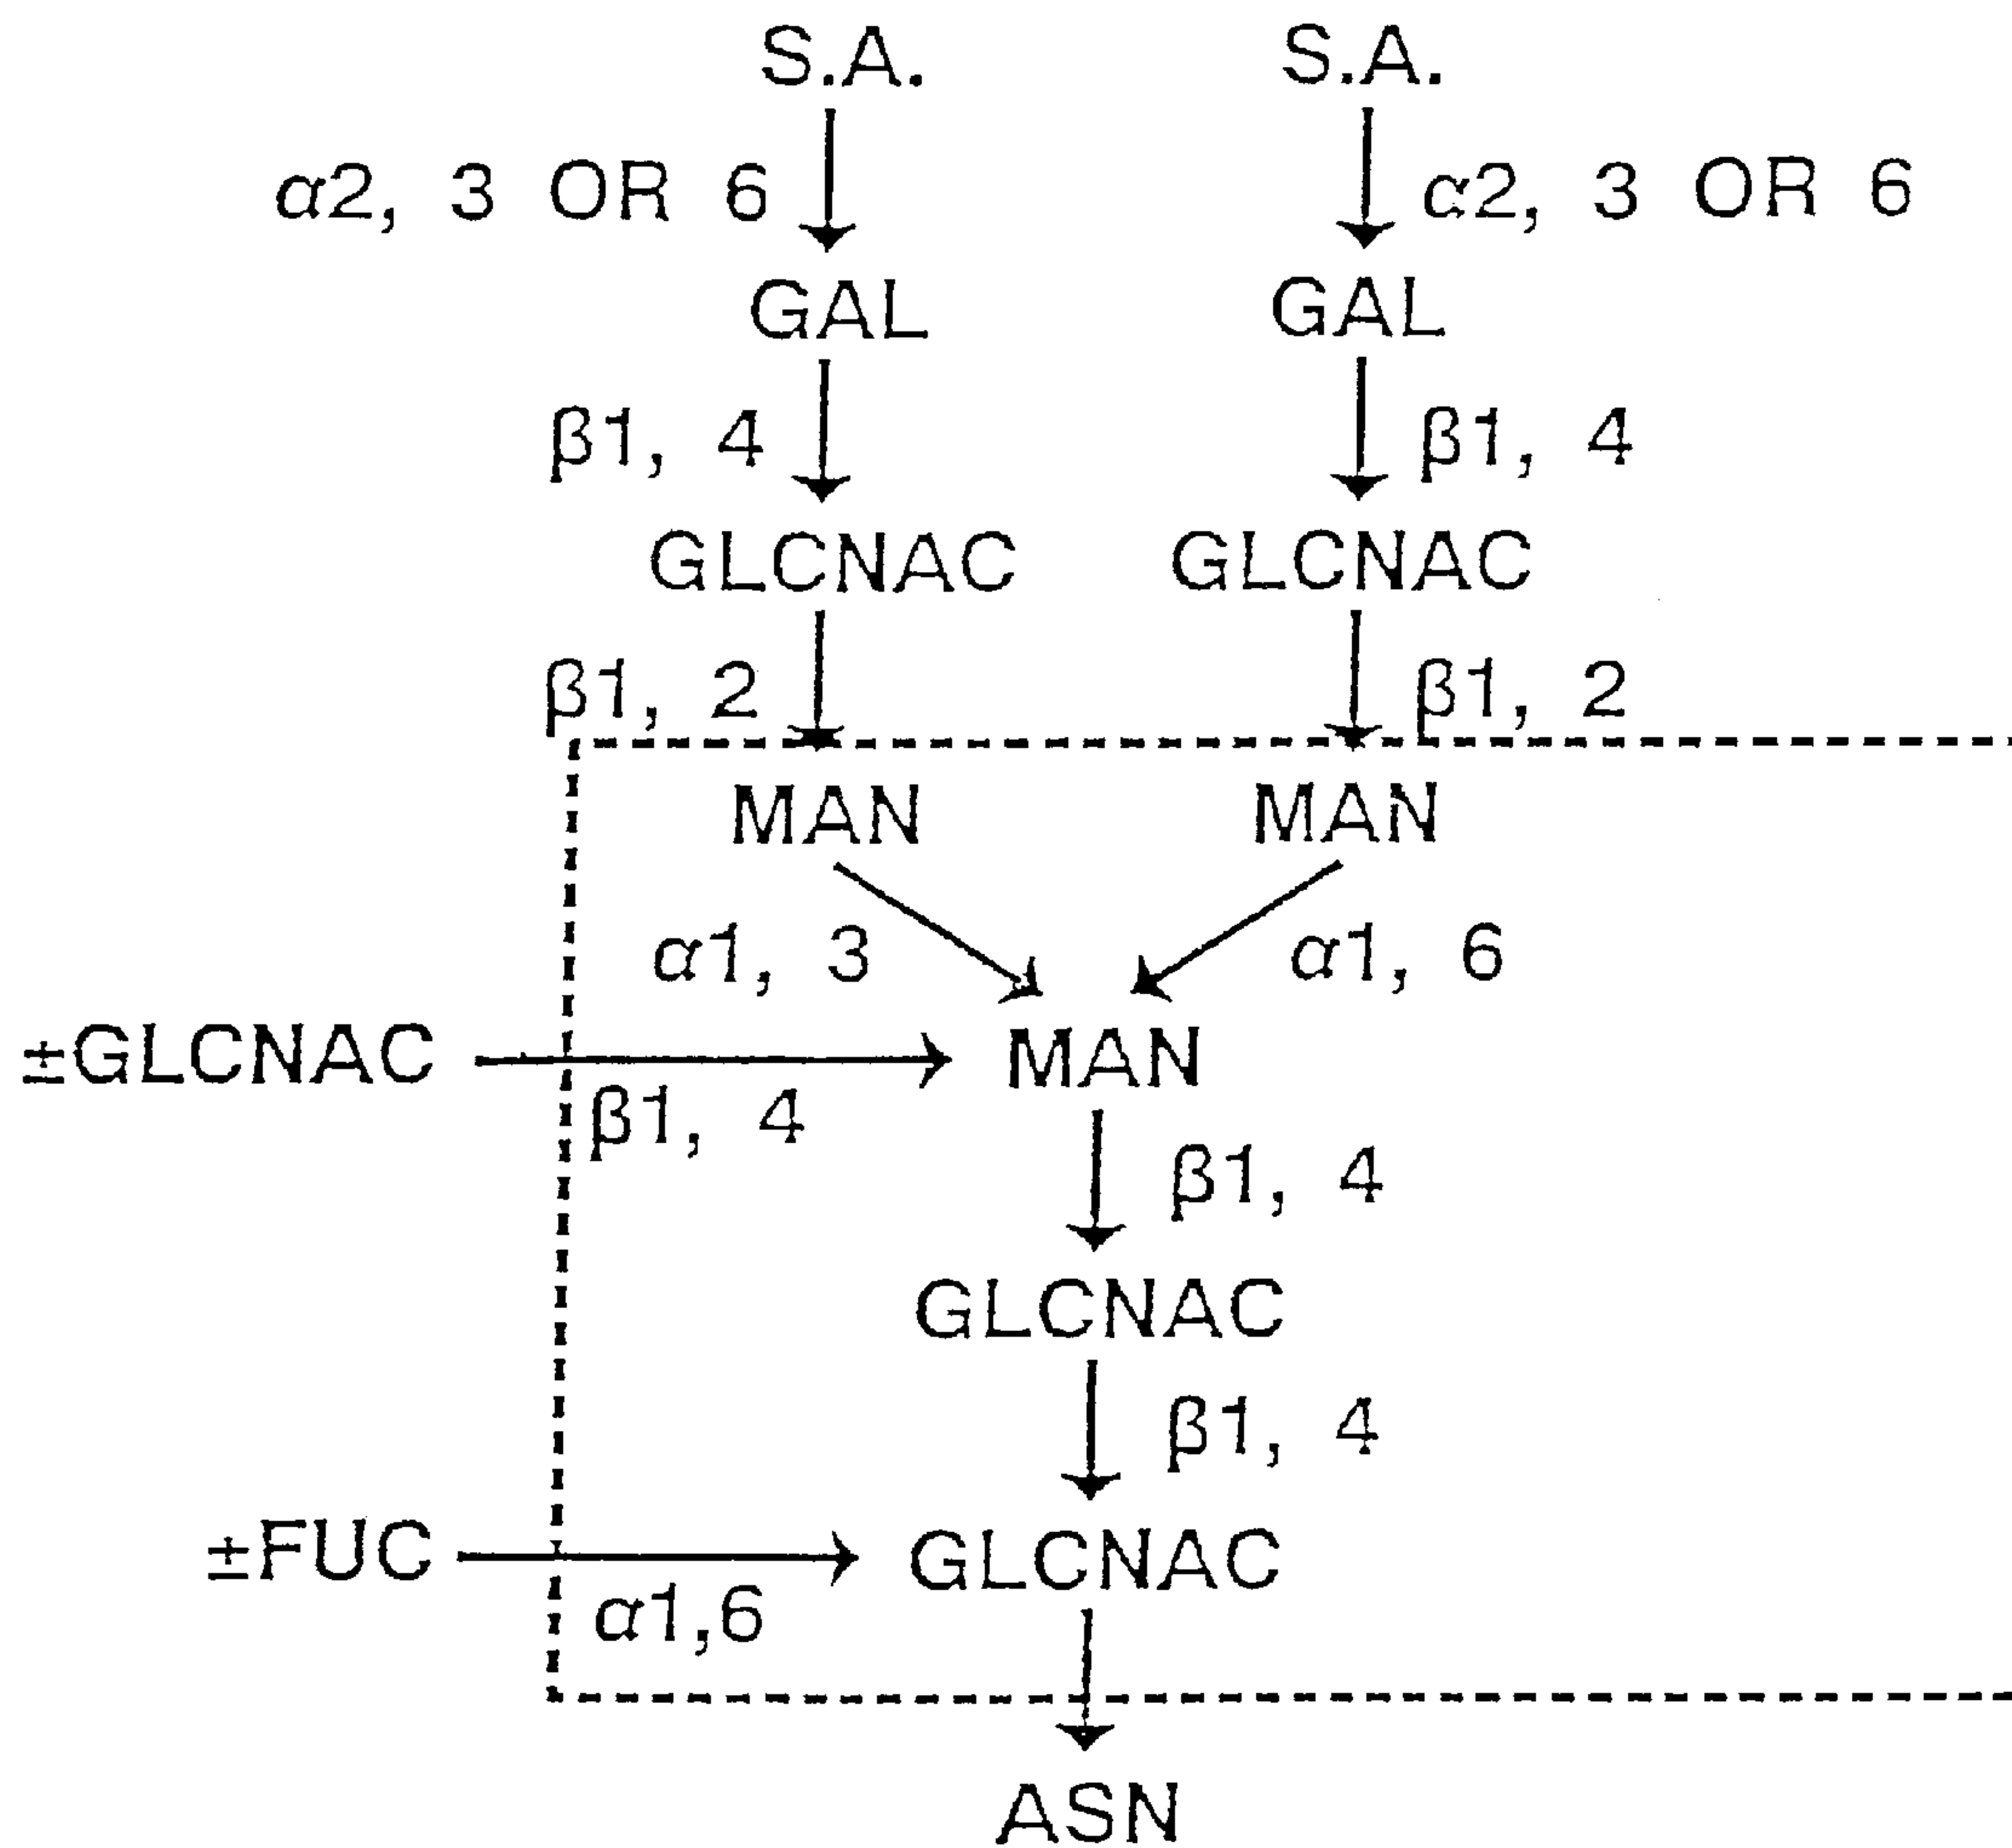 S.A. S.A.
α2, 3 OR 6 α2, 3 OR 6
GAL GAL
β1, 4 β1, 4
GLCNAC GLCNAC
β1, 2 β1, 2
MAN MAN
α1, 3 α1, 6
±GLCNAC MAN
β1, 4
β1, 4
GLCNAC
β1, 4
±FUC GLCNAC
α1,6
ASN